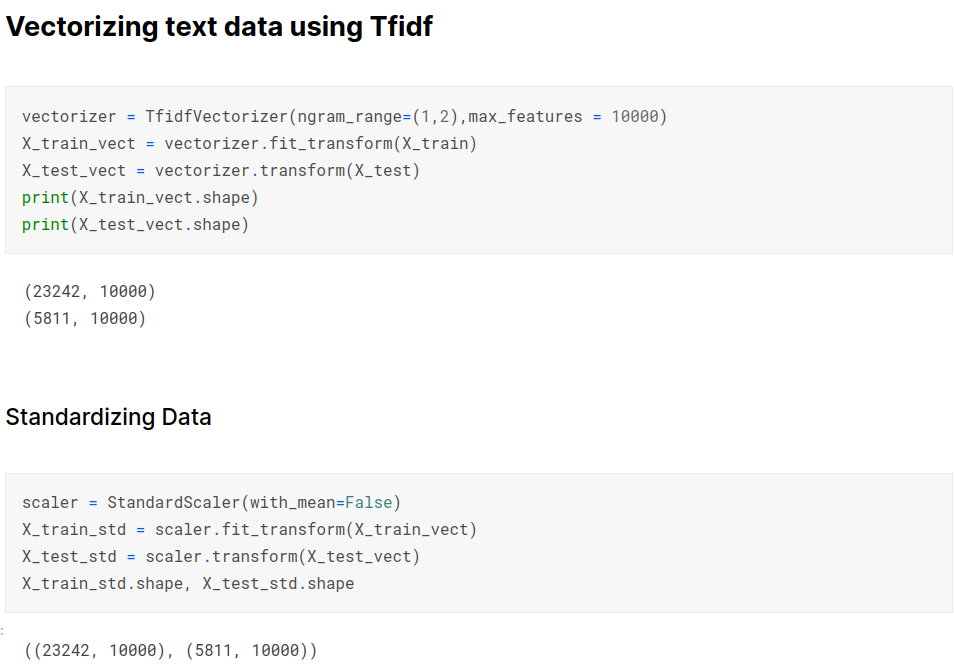 Vectorizing text data using Tfidf
vectorizer = TfidfVectorizer(ngram_range=(1,2),max_features = 10000)
X_train_vect = vectorizer.fit_transform(X_train)
X_test_vect = vectorizer.transform(X_test)
print(X_train_vect.shape)
print(X_test_vect.shape)
(23242, 10000)
(5811, 10000)
Standardizing Data
scaler = StandardScaler(with_mean=False)
X_train_std = scaler.fit_transform(X_train_vect)
X_test_std = scaler.transform(X_test_vect)
X_train_std.shape, X_test_std.shape
:
((23242, 10000), (5811, 10000))